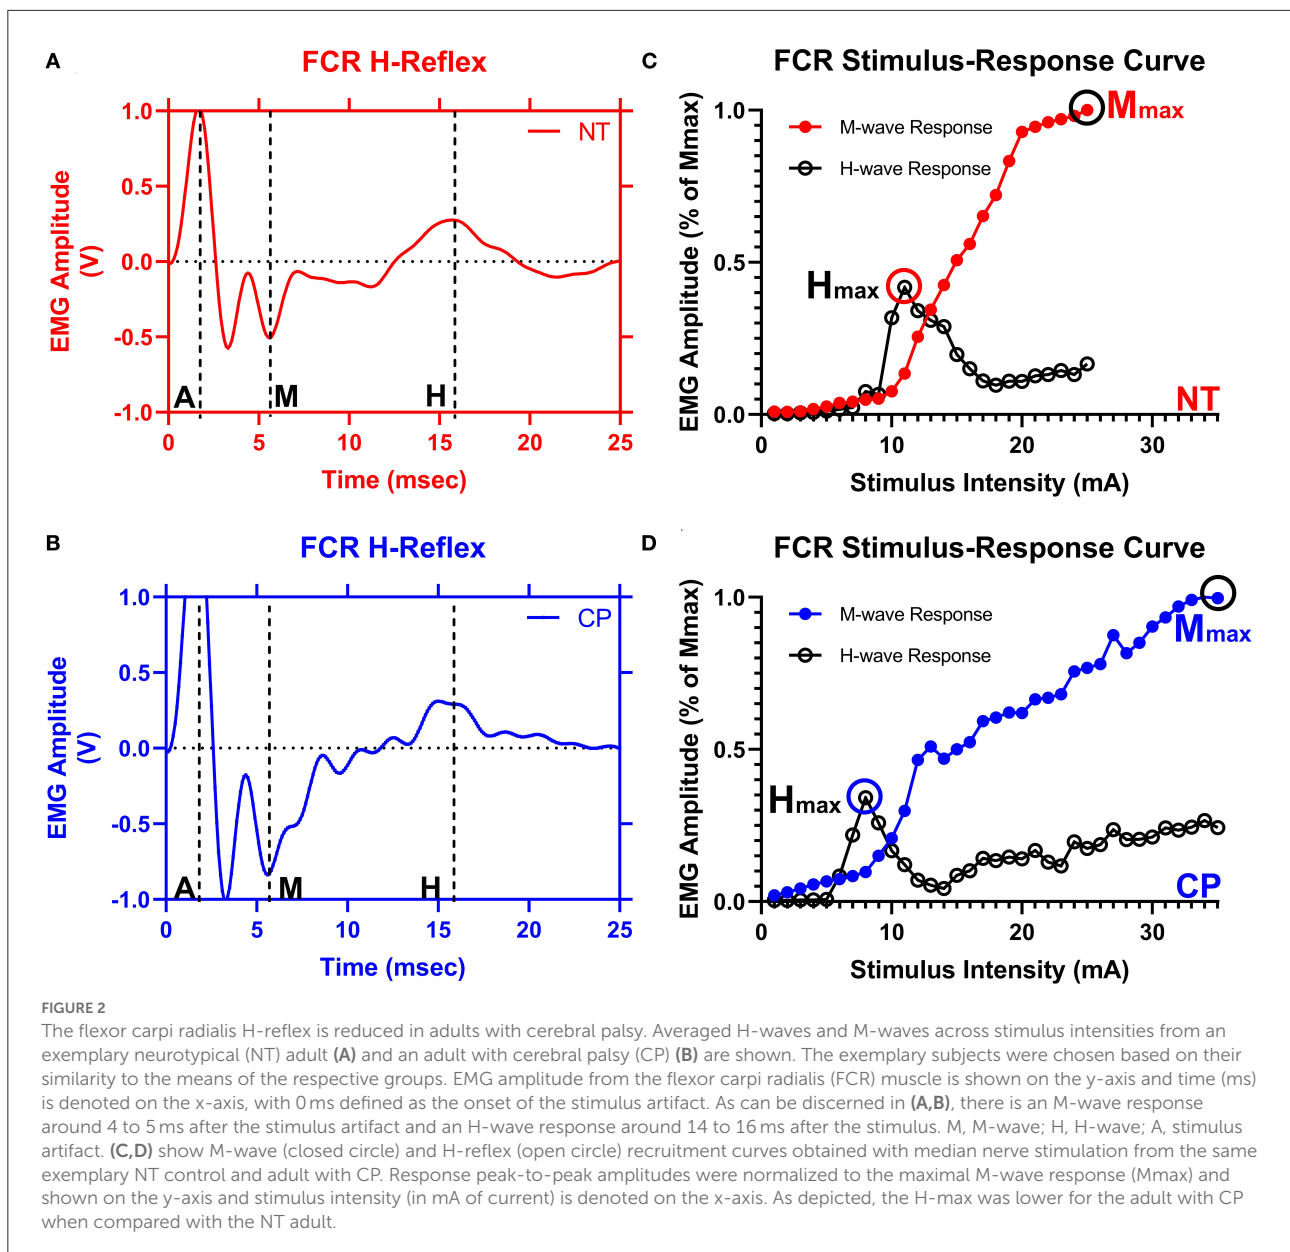 A
FCR H-Reflex
1.0
0.5
0.0
-0.5
-1.0
EMG Amplitude
(V)
NT
A
M
H
0
5
10
15
20
25
Time (msec)
C
FCR Stimulus-Response Curve
1.0
0.5
0.0
EMG Amplitude (% of Mmax)
M-wave Response
H-wave Response
Mmax
Hmax
NT
0
10
20
30
Stimulus Intensity (mA)
B
FCR H-Reflex
1.0
0.5
0.0
-0.5
-1.0
EMG Amplitude
(V)
CP
A
M
H
0
5
10
15
20
25
Time (msec)
D
FCR Stimulus-Response Curve
1.0
0.5
0.0
EMG Amplitude (% of Mmax)
M-wave Response
H-wave Response
Mmax
Hmax
CP
0
10
20
30
Stimulus Intensity (mA)
FIGURE 2
The flexor carpi radialis H-reflex is reduced in adults with cerebral palsy. Averaged H-waves and M-waves across stimulus intensities from an
exemplary neurotypical (NT) adult (A) and an adult with cerebral palsy (CP) (B) are shown. The exemplary subjects were chosen based on their
similarity to the means of the respective groups. EMG amplitude from the flexor carpi radialis (FCR) muscle is shown on the y-axis and time (ms)
is denoted on the x-axis, with 0 ms defined as the onset of the stimulus artifact. As can be discerned in (A,B), there is an M-wave response
around 4 to 5 ms after the stimulus artifact and an H-wave response around 14 to 16 ms after the stimulus. M, M-wave; H, H-wave; A, stimulus
artifact. (C,D) show M-wave (closed circle) and H-reflex (open circle) recruitment curves obtained with median nerve stimulation from the same
exemplary NT control and adult with CP. Response peak-to-peak amplitudes were normalized to the maximal M-wave response (Mmax) and
shown on the y-axis and stimulus intensity (in mA of current) is denoted on the x-axis. As depicted, the H-max was lower for the adult with CP
when compared with the NT adult.